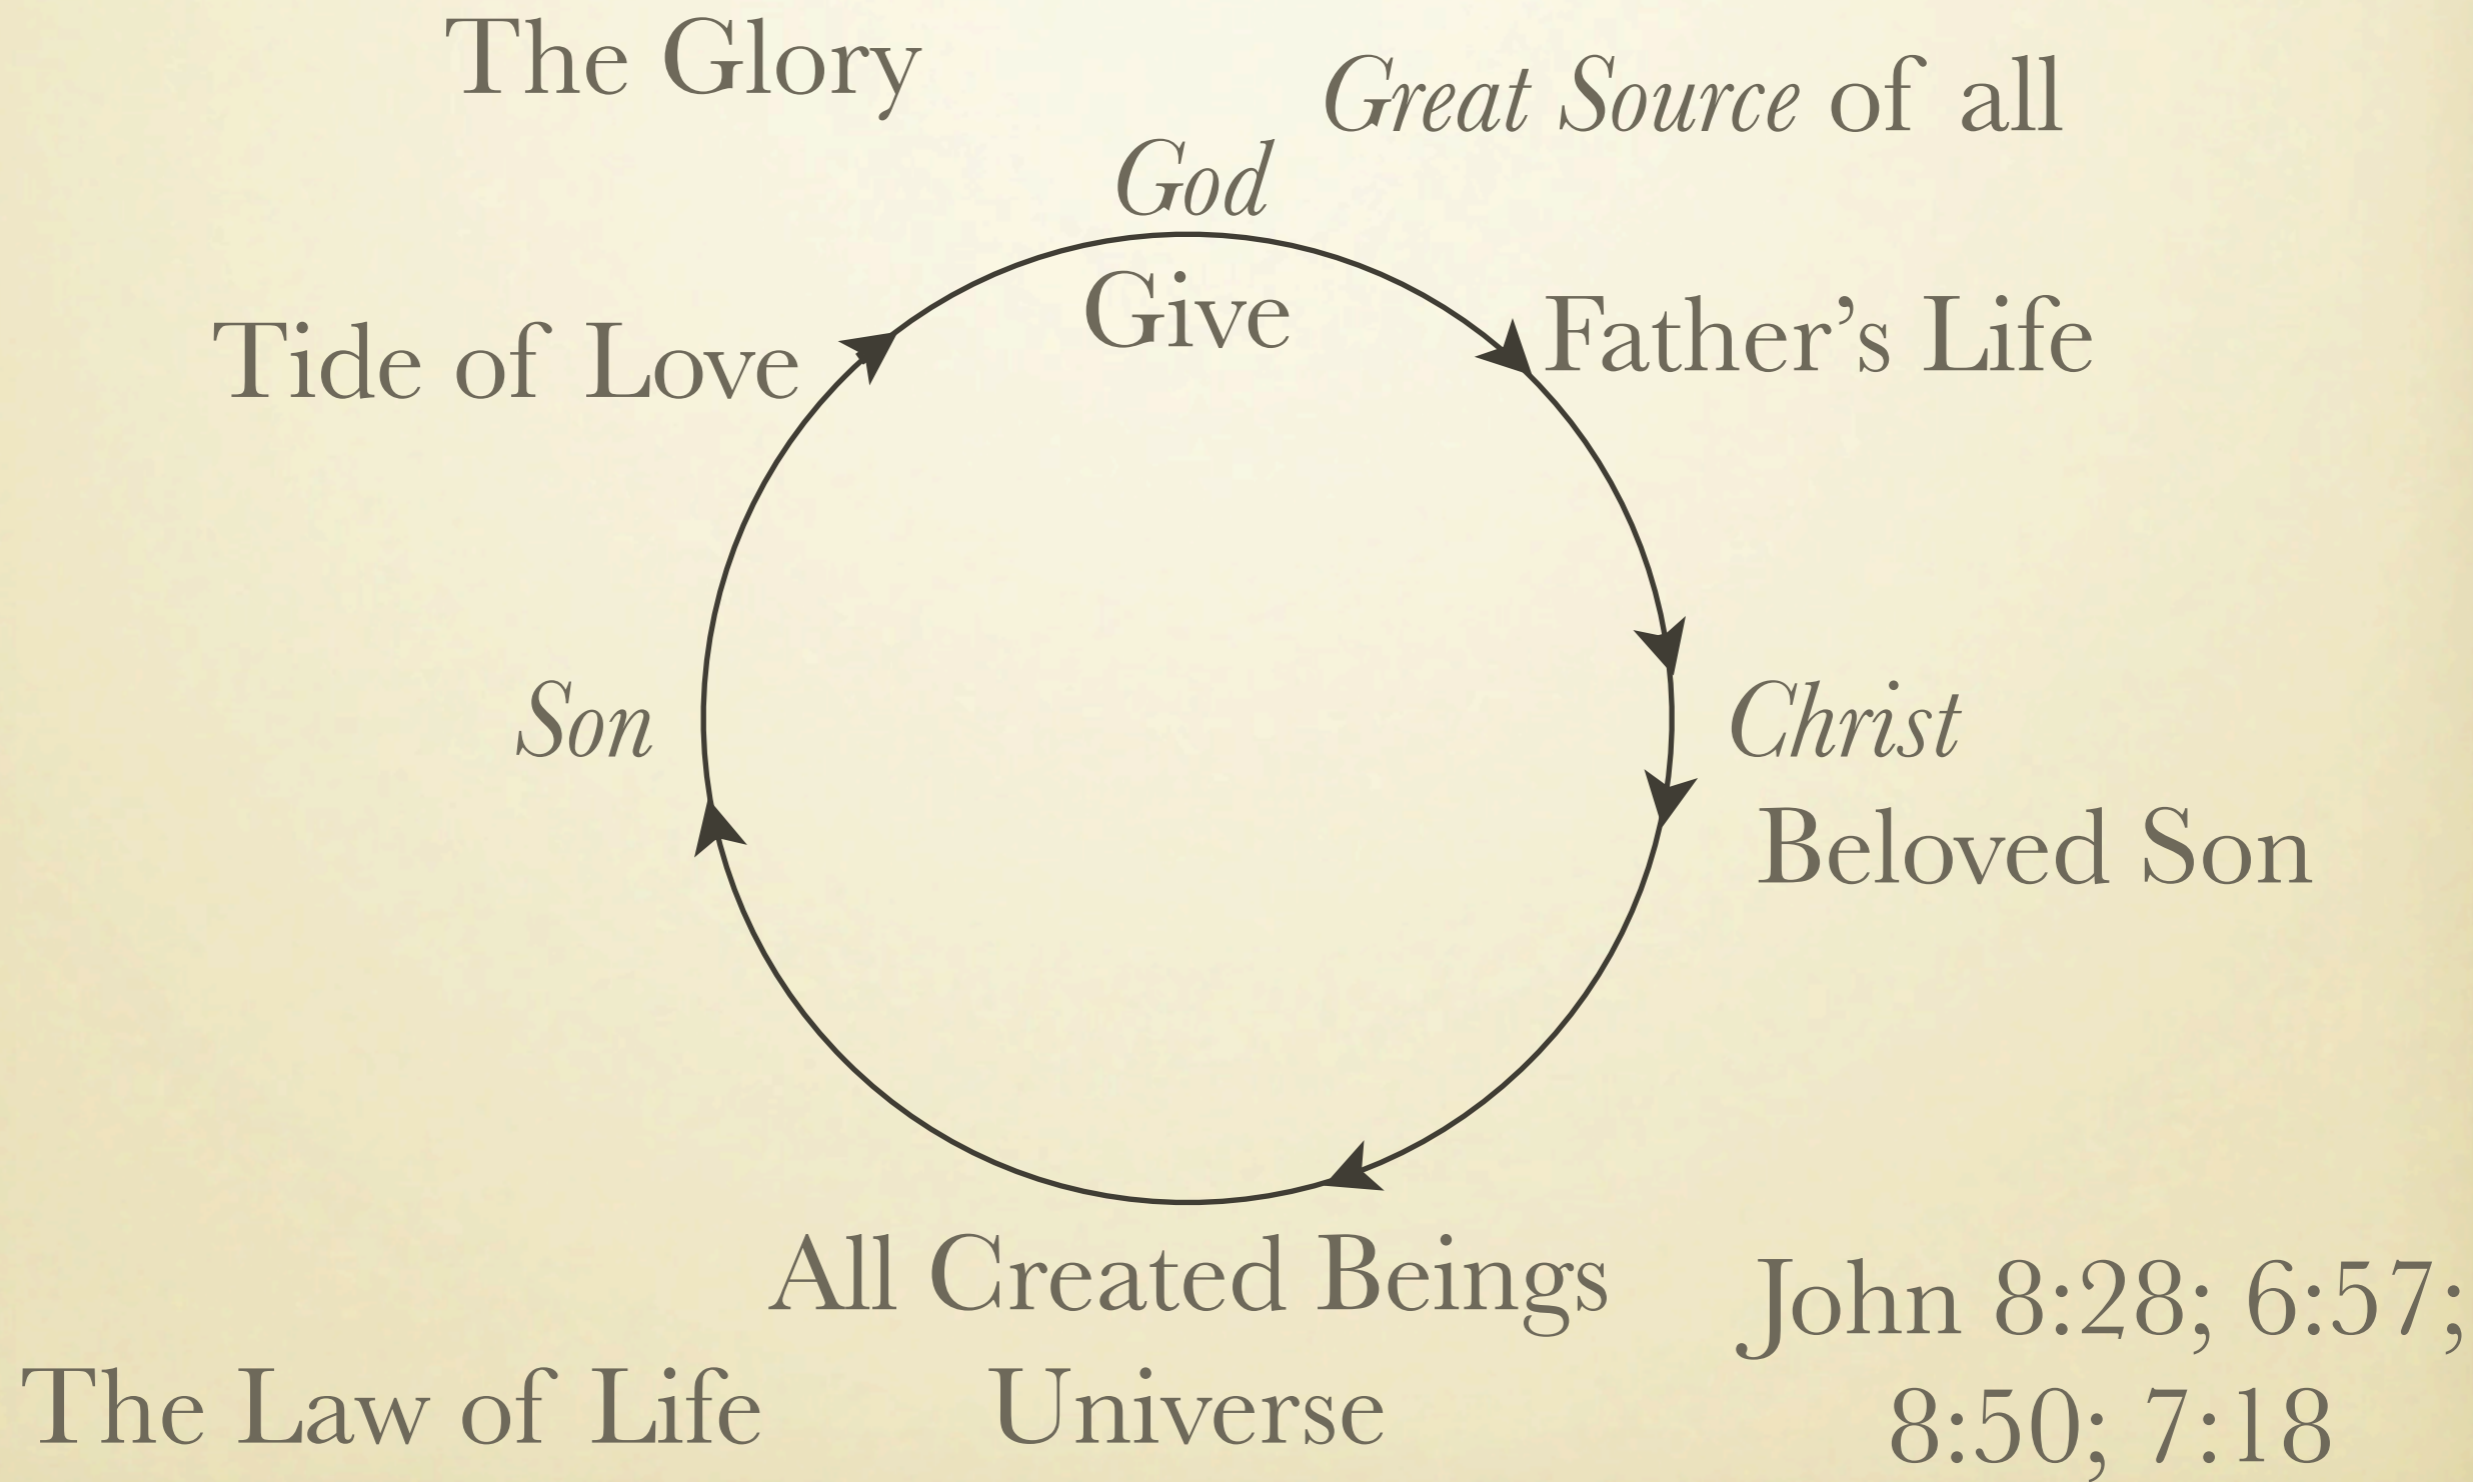 The Glory
Great Source of all
God
Give
Tide of Love
Father’s Life
Son
Christ
Beloved Son
All Created Beings
Universe
The Law of Life
John 8:28; 6:57;
8:50; 7:18